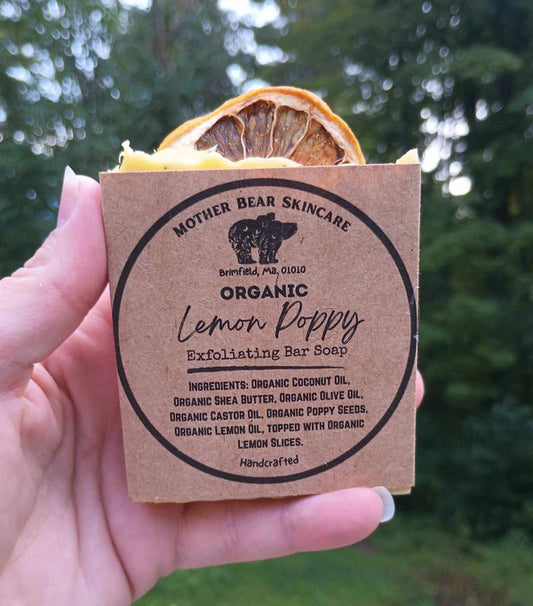 Mother Bear Skincare
Brimfield, Ma, 01010
ORGANIC
Lemon Poppy
Exfoliating Bar Soap
Ingredients: Organic Coconut Oil,
Organic Shea Butter, Organic Olive Oil,
Organic Castor Oil, Organic Poppy Seeds,
Organic Lemon Oil, topped with Organic
Lemon Slices.
Handcrafted